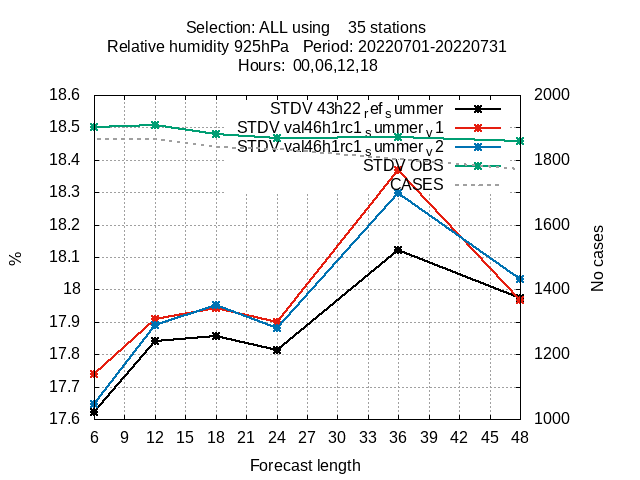 Selection: ALL using 35 stations
Relative humidity 925hPa Period: 20220701-20220731
Hours: 00,06,12,18
18.6
18.5
18.4
18.3
18.2
18.1
18
17.9
17.8
17.7
17.6
%
STDV 43h22refsummer
STDV val46h1rc1summerv1
STDV val46h1rc1summerv2
STDV OBS
CASES
2000
1800
1600
1400
1200
1000
No cases
6 9 12 15 18 21 24 27 30 33 36 39 42 45 48
Forecast length